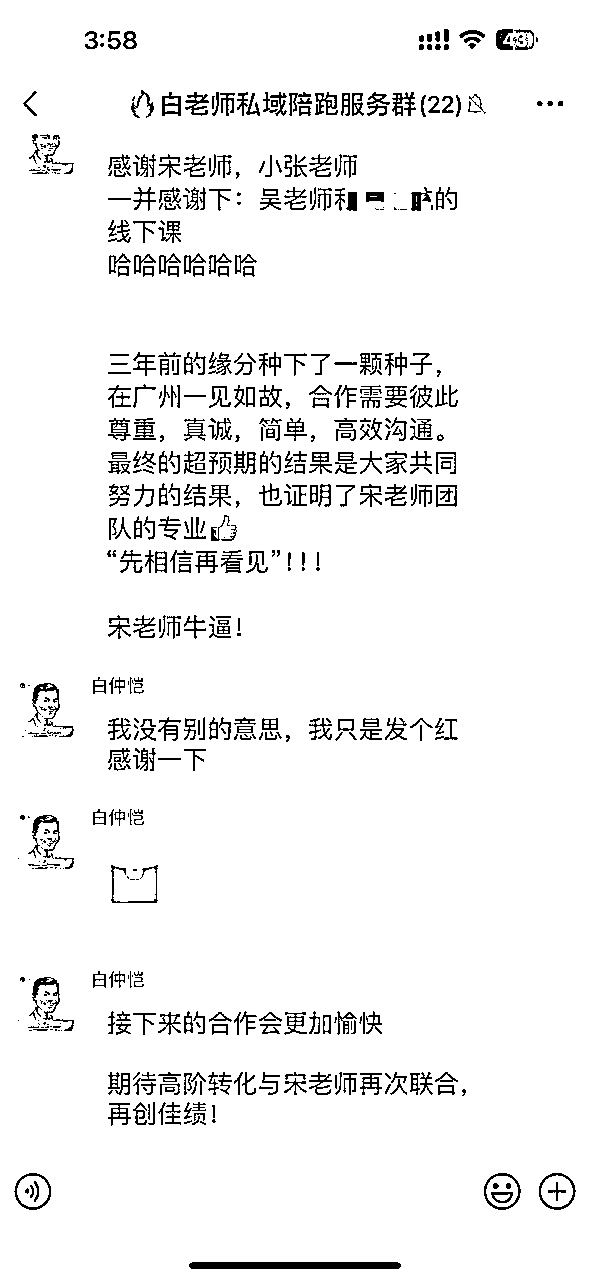 3:58
43
白老师私域陪跑服务群(22)
感谢宋老师，小张老师
一并感谢下：吴老师和 的
线下课
哈哈哈哈哈哈
三年前的缘分种下了一颗种子，
在广州一见如故，合作需要彼此
尊重，真诚，简单，高效沟通。
最终的超预期的结果是大家共同
努力的结果，也证明了宋老师团
队的专业👍
“先相信再看见”！！！
宋老师牛逼！
白仲恺
我没有别的意思，我只是发个红
感谢一下
白仲恺
白仲恺
接下来的合作会更加愉快
期待高阶转化与宋老师再次联合，
再创佳绩！